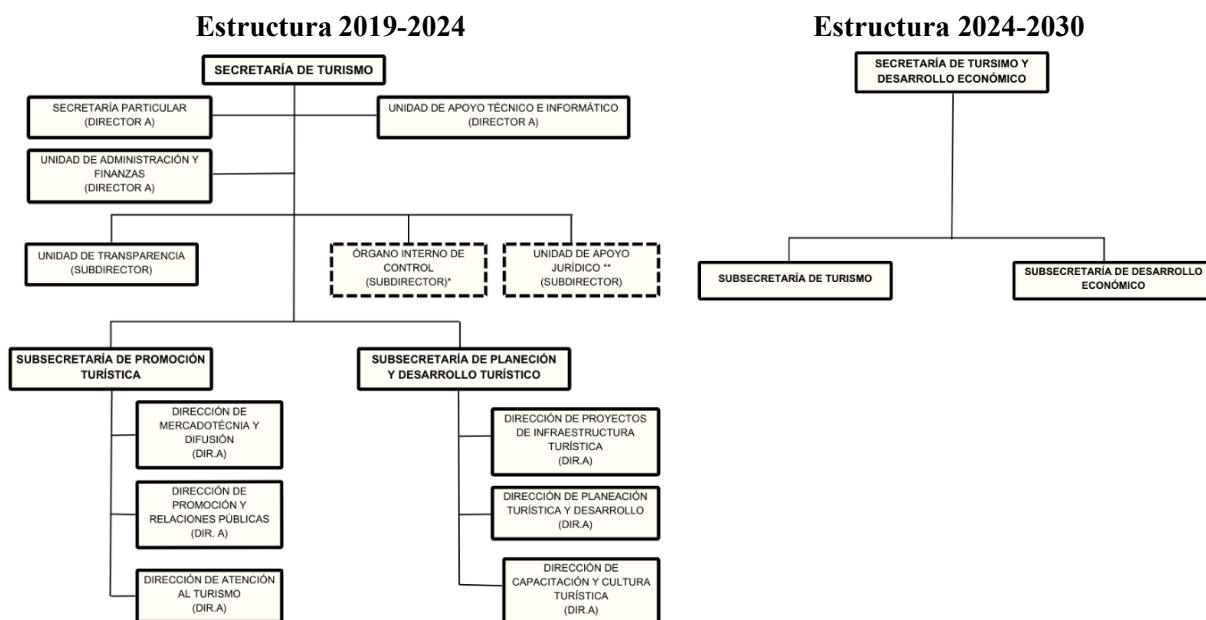 Estructura 2019-2024
SECRETARÍA DE TURISMO
SECRETARÍA PARTICULAR
(DIRECTOR A)
UNIDAD DE APOYO TÉCNICO E INFORMÁTICO
(DIRECTOR A)
UNIDAD DE ADMINISTRACIÓN Y
FINANZAS
(DIRECTOR A)
UNIDAD DE TRANSPARENCIA
(SUBDIRECTOR)
ÓRGANO INTERNO DE
CONTROL
(SUBDIRECTOR)*
UNIDAD DE APOYO
JURÍDICO **
(SUBDIRECTOR)
SUBSECRETARÍA DE PROMOCIÓN
TURÍSTICA
DIRECCIÓN DE
MERCADOTÉCNIA Y
DIFUSIÓN
(DIR.A)
DIRECCIÓN DE
PROMOCIÓN Y
RELACIONES PÚBLICAS
(DIR. A)
DIRECCIÓN DE ATENCIÓN
AL TURISMO
(DIR.A)
SUBSECRETARÍA DE PLANECIÓN
Y DESARROLLO TURÍSTICO
DIRECCIÓN DE PROYECTOS
DE INFRAESTRUCTURA
TURÍSTICA
(DIR.A)
DIRECCIÓN DE PLANEACIÓN
TURÍSTICA Y DESARROLLO
(DIR.A)
DIRECCIÓN DE
CAPACITACIÓN Y CULTURA
TURÍSTICA
(DIR.A)
Estructura 2024-2030
SECRETARÍA DE TURSIMO Y
DESARROLLO ECONÓMICO
SUBSECRETARÍA DE TURISMO
SUBSECRETARÍA DE DESARROLLO
ECONÓMICO